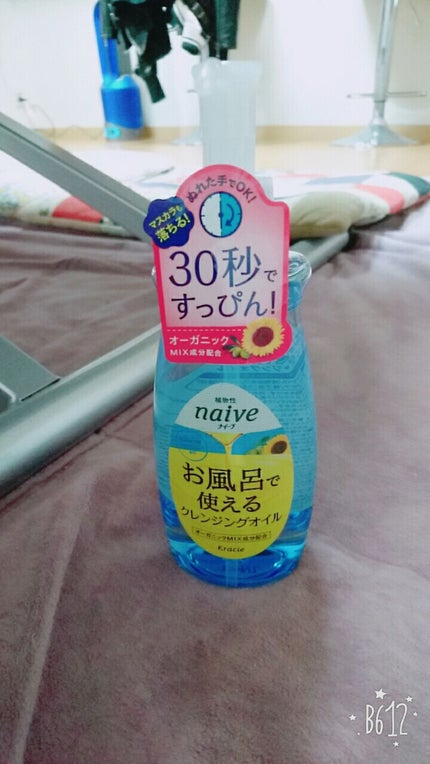 ぬれた手でOK!
マスカラも
落ちる!
30秒で
すっぴん!
オーガニック
MIX成分配合
植物性
naive
ナイーブ
お風呂で
使える
クレンジングオイル
オーガニックMIX成分配合
Kracie
B612